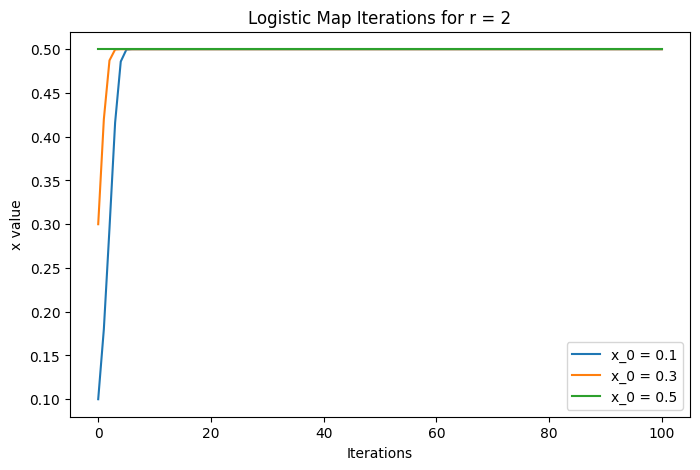 Logistic Map Iterations for r = 2
x value
0.50
0.45
0.40
0.35
0.30
0.25
0.20
0.15
0.10
0 20 40 60 80 100
Iterations
x_0 = 0.1
x_0 = 0.3
x_0 = 0.5